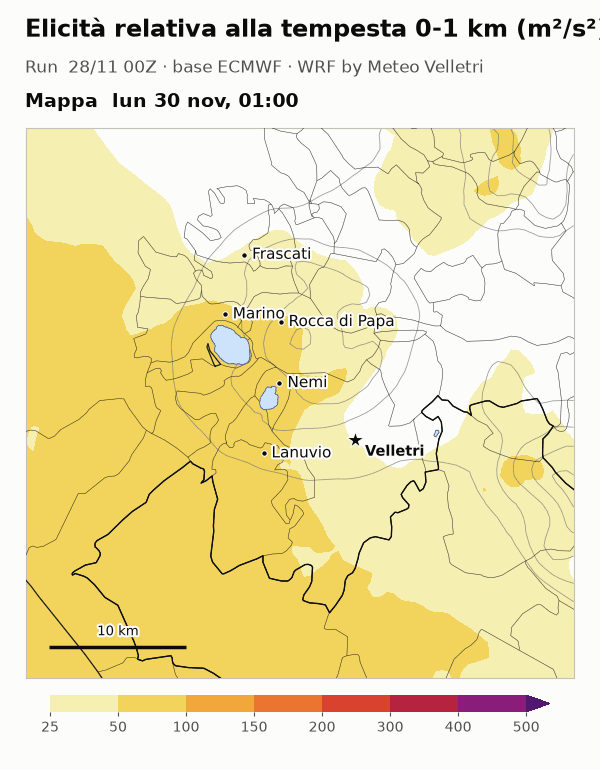 Elicità relativa alla tempesta 0-1 km (m²/s²)
Run  28/11 00Z · base ECMWF · WRF by Meteo Velletri
Mappa  lun 30 nov, 01:00
Frascati
Marino
Rocca di Papa
Nemi
Velletri
Lanuvio
10 km
25 50 100 150 200 300 400 500